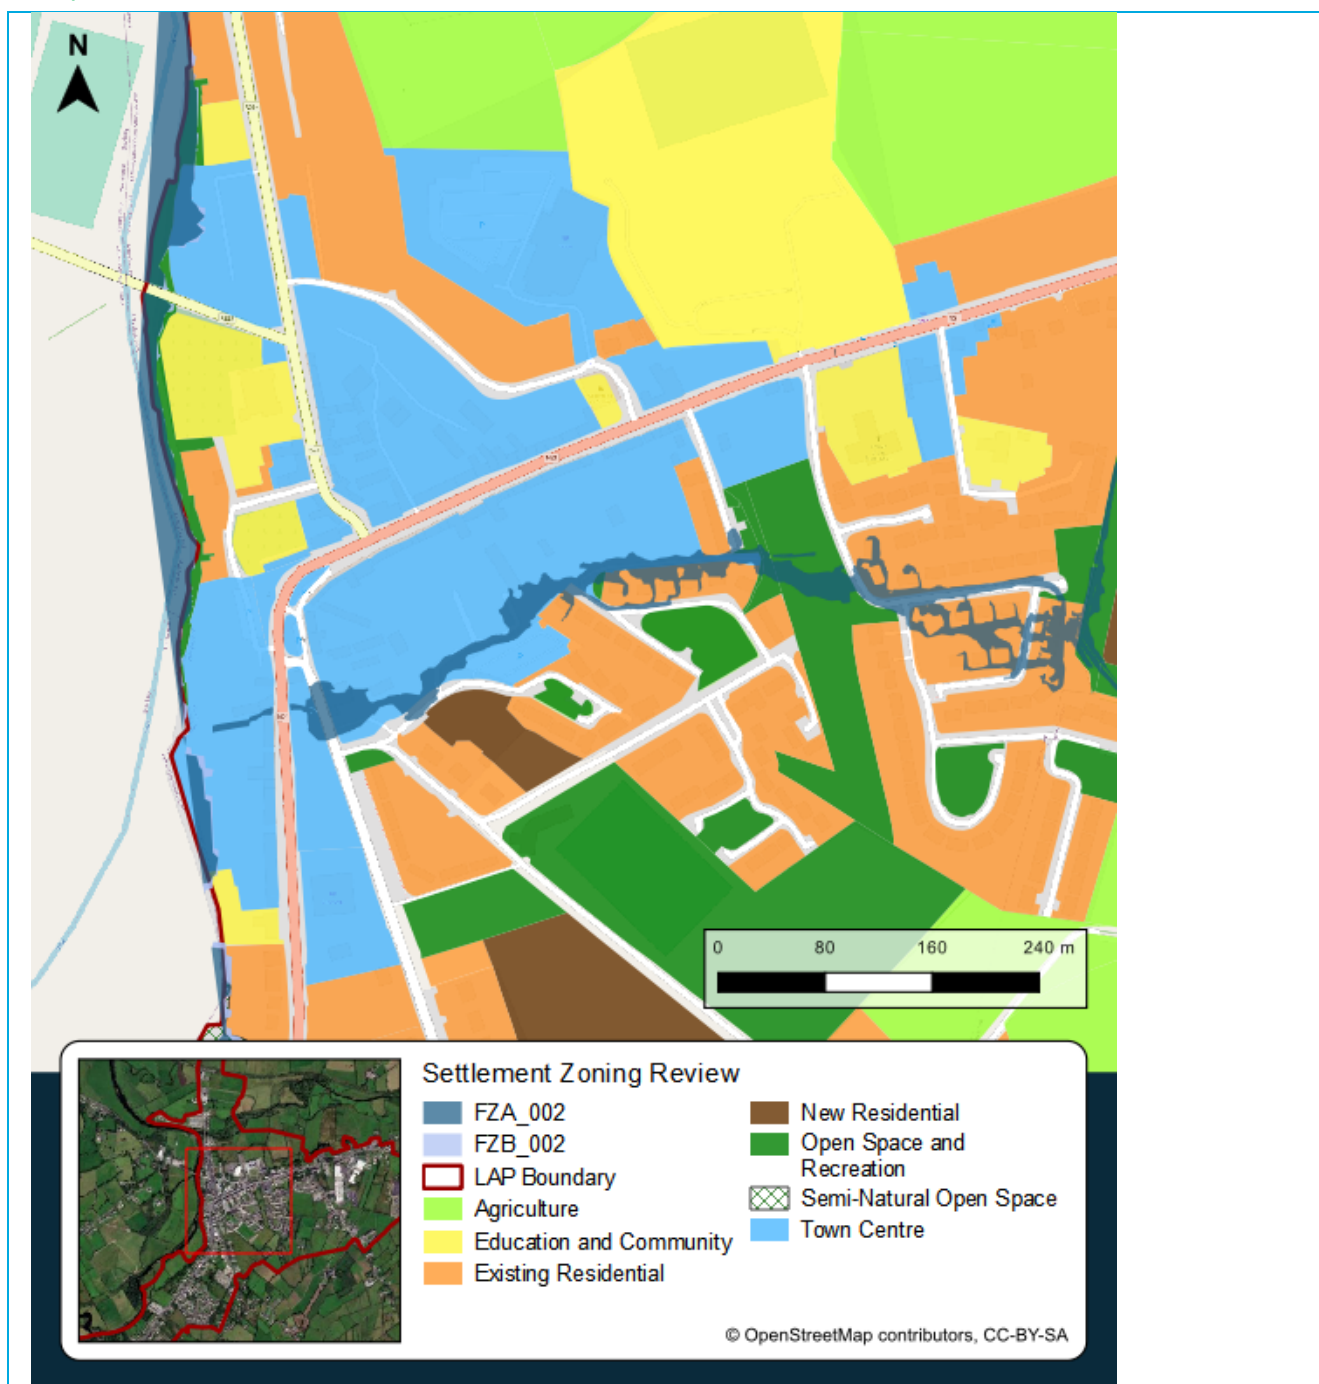 N
0 80 160 240 m
Settlement Zoning Review
FZA_002
FZB_002
LAP Boundary
Agriculture
Education and Community
Existing Residential
New Residential
Open Space and
Recreation
Semi-Natural Open Space
Town Centre
© OpenStreetMap contributors, CC-BY-SA